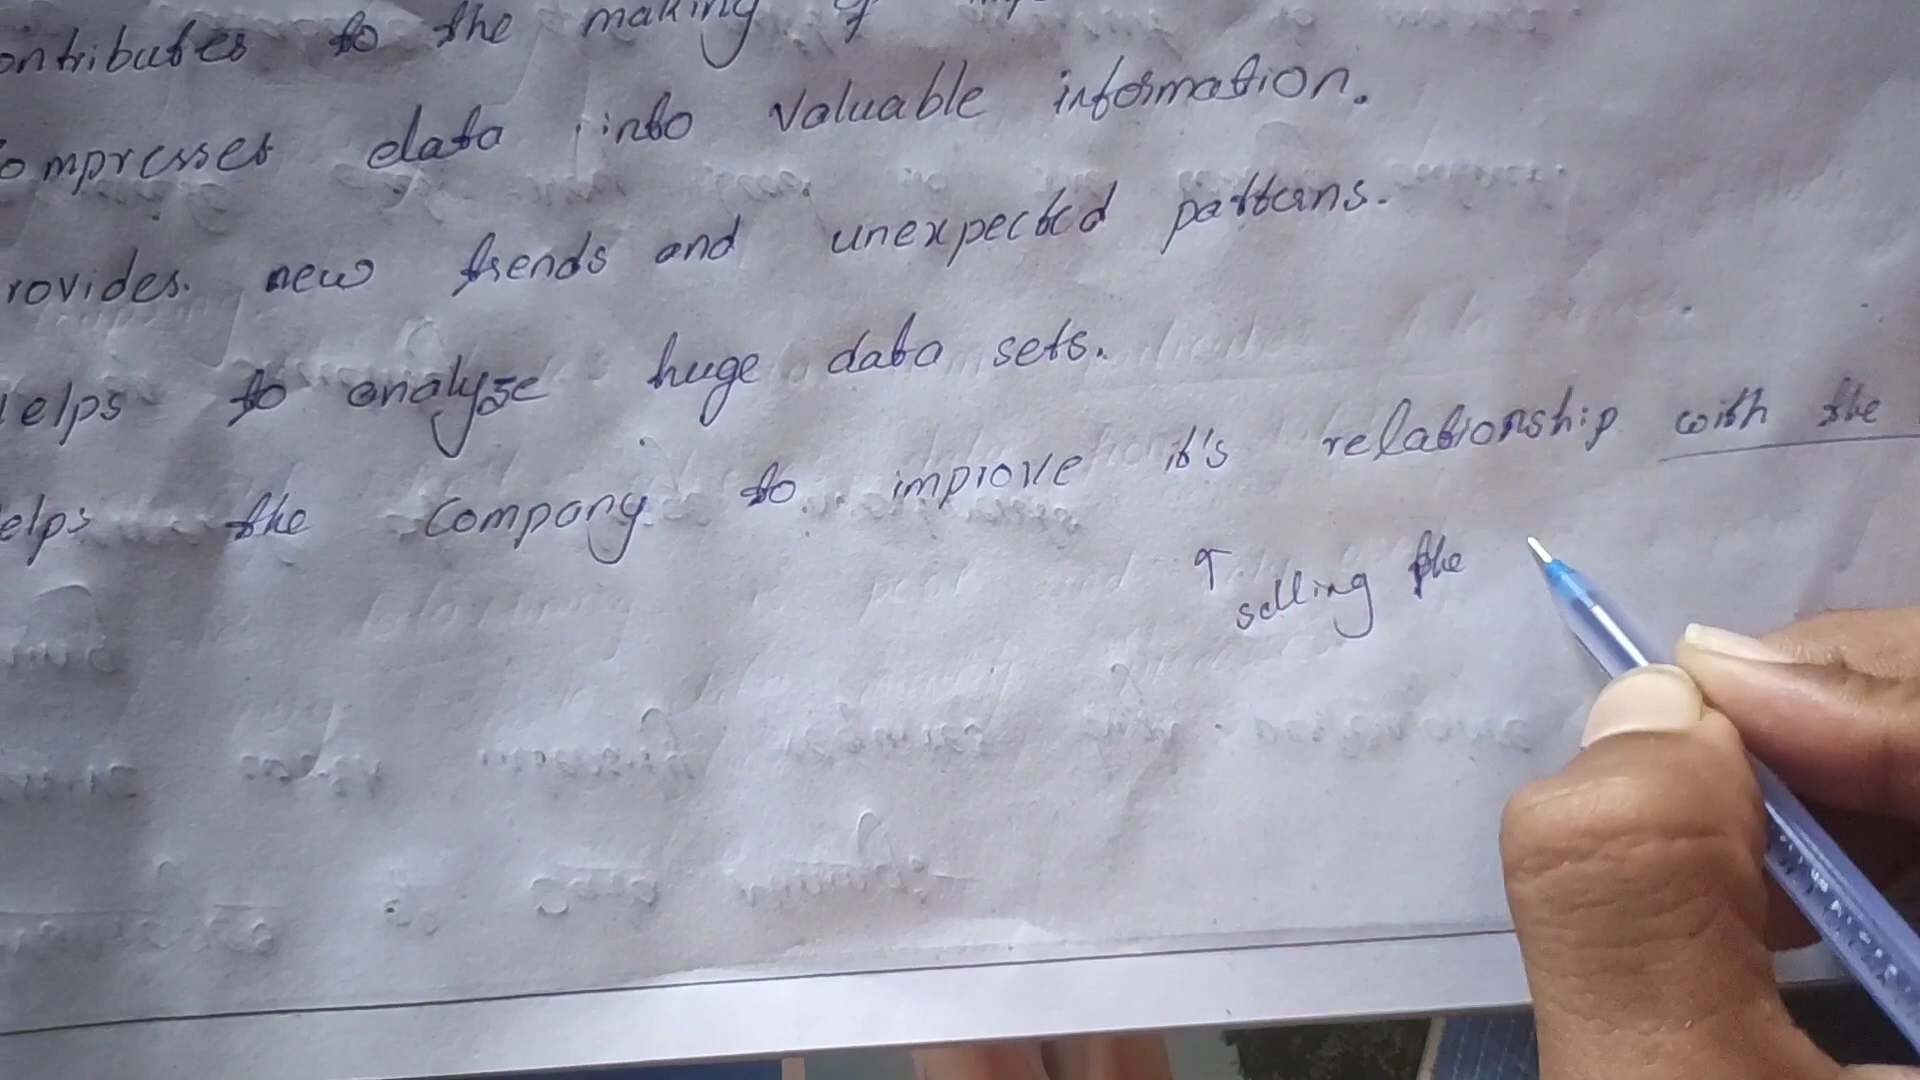 ontributes to the making of
ompresses data into valuable information.
rovides new trends and unexpected patterns.
elps to analyze huge data sets.
elps the company to improve it's relationship with the
↑ selling the